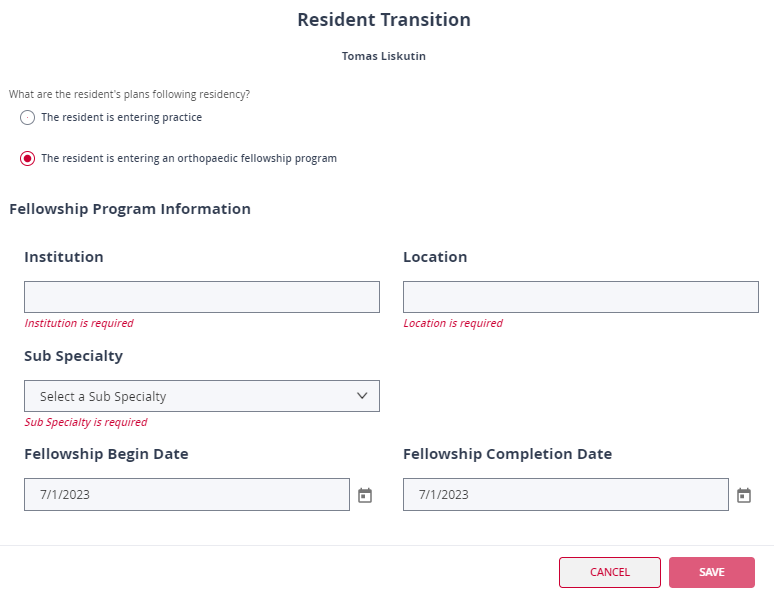 Resident Transition
Tomas Liskutin
What are the resident's plans following residency?
The resident is entering practice
The resident is entering an orthopaedic fellowship program
Fellowship Program Information
Institution
Location
Institution is required
Location is required
Sub Specialty
Select a Sub Specialty
Sub Specialty is required
Fellowship Begin Date
Fellowship Completion Date
7/1/2023
7/1/2023
CANCEL
SAVE